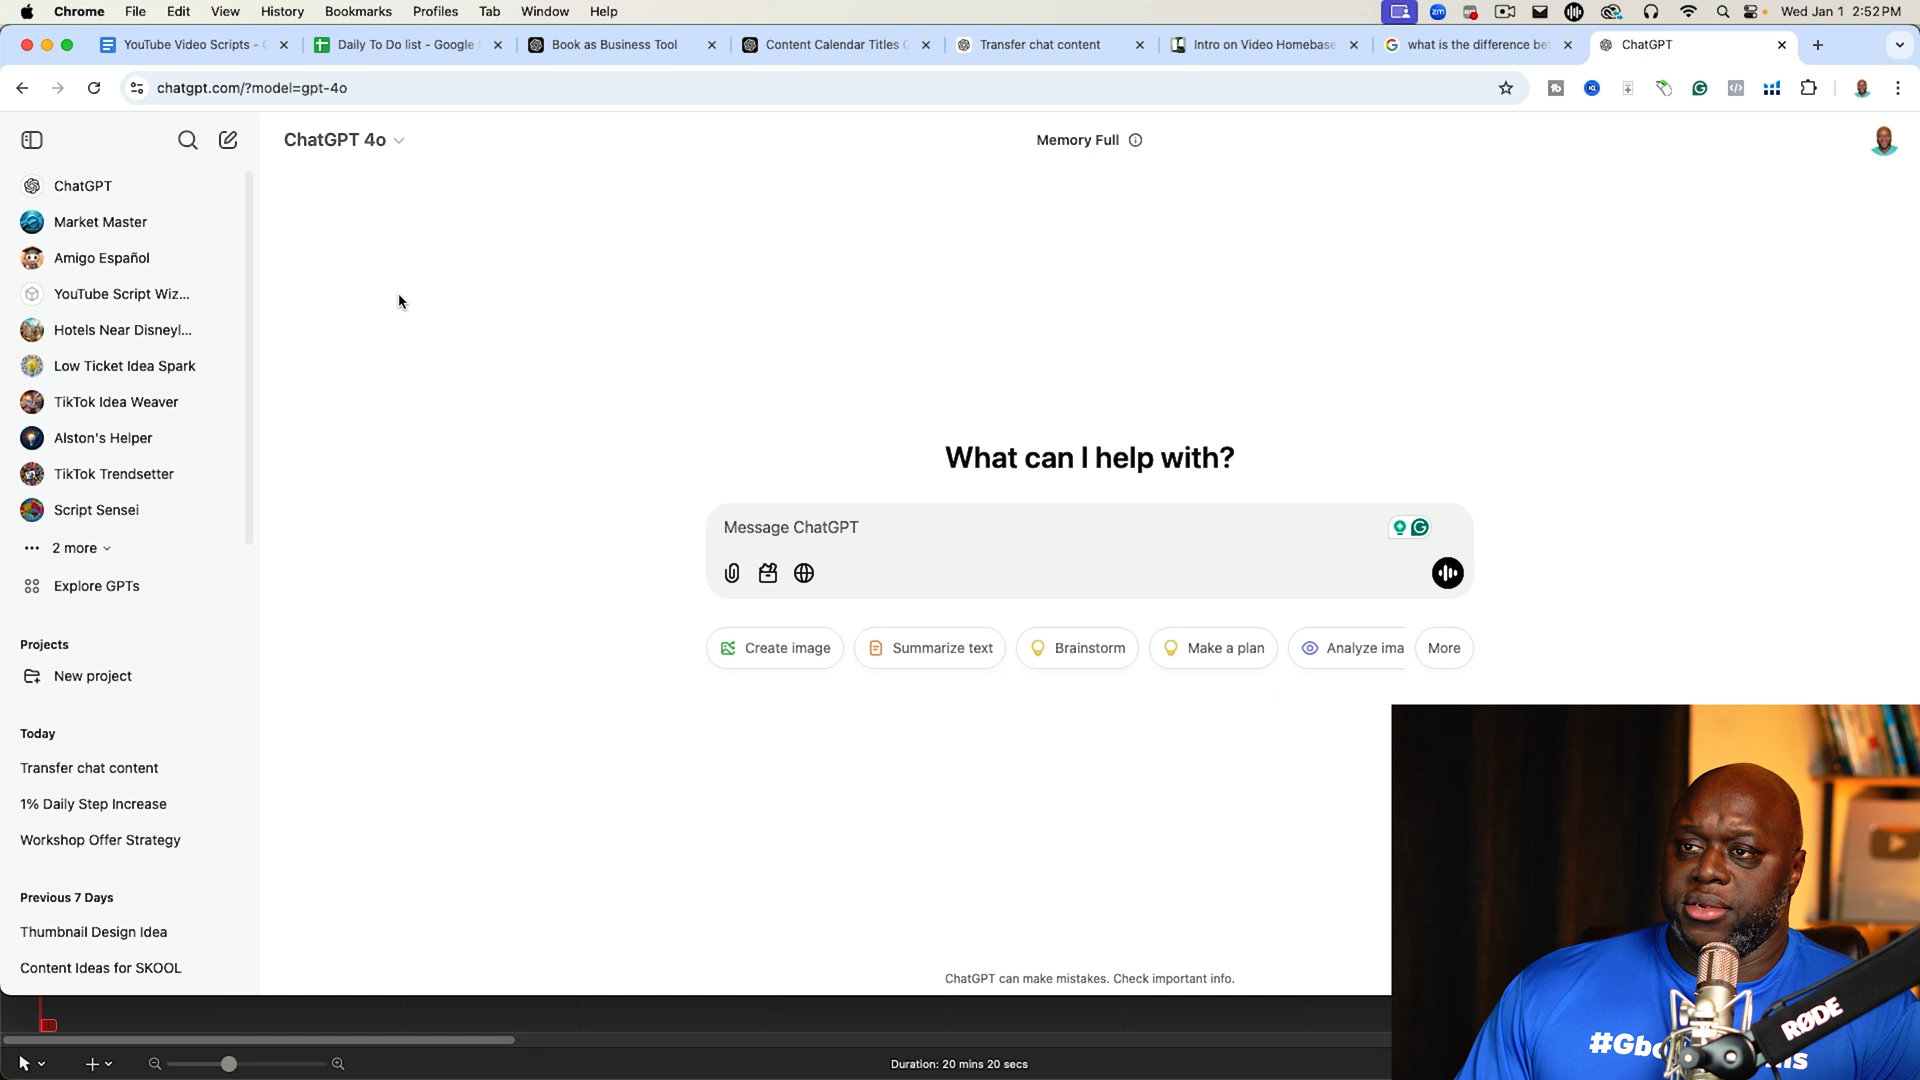 Chrome File Edit View History Bookmarks Profiles Tab Window Help
zm
Wed Jan 1 2:52 PM
YouTube Video Scripts -
Daily To Do list - Google
Book as Business Tool
Content Calendar Titles
Transfer chat content
Intro on Video Homebase
what is the difference be
ChatGPT
chatgpt.com/?model=gpt-4o
ChatGPT 4o
Memory Full
ChatGPT
Market Master
Amigo Español
YouTube Script Wiz...
Hotels Near Disneyl...
Low Ticket Idea Spark
TikTok Idea Weaver
Alston's Helper
TikTok Trendsetter
Script Sensei
2 more
Explore GPTs
Projects
New project
Today
Transfer chat content
1% Daily Step Increase
Workshop Offer Strategy
Previous 7 Days
Thumbnail Design Idea
Content Ideas for SKOOL
What can I help with?
Message ChatGPT
Create image
Summarize text
Brainstorm
Make a plan
Analyze ima
More
ChatGPT can make mistakes. Check important info.
RØDE
Duration: 20 mins 20 secs